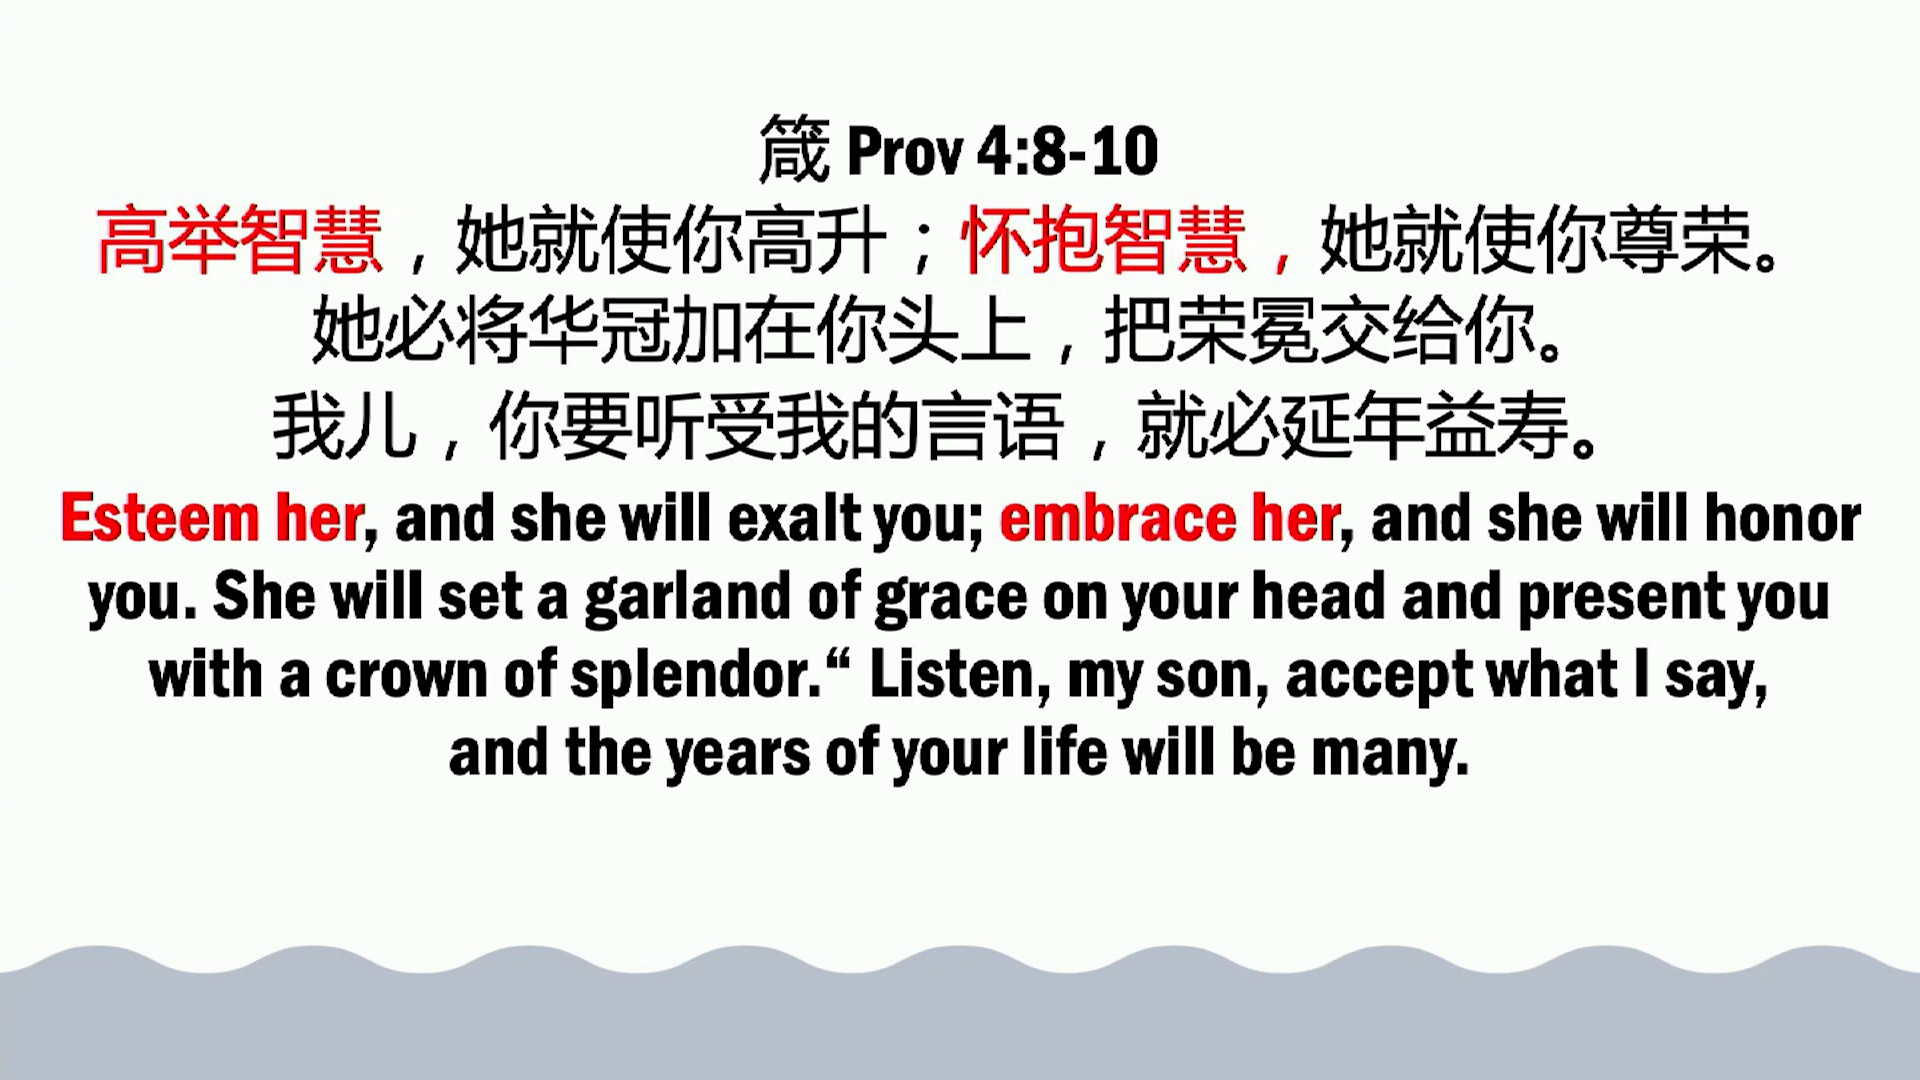 箴 Prov 4:8-10
高举智慧，她就使你高升；怀抱智慧，她就使你尊荣。
她必将华冠加在你头上，把荣冕交给你。
我儿，你要听受我的言语，就必延年益寿。
Esteem her, and she will exalt you; embrace her, and she will honor
you. She will set a garland of grace on your head and present you
with a crown of splendor.“ Listen, my son, accept what I say,
and the years of your life will be many.